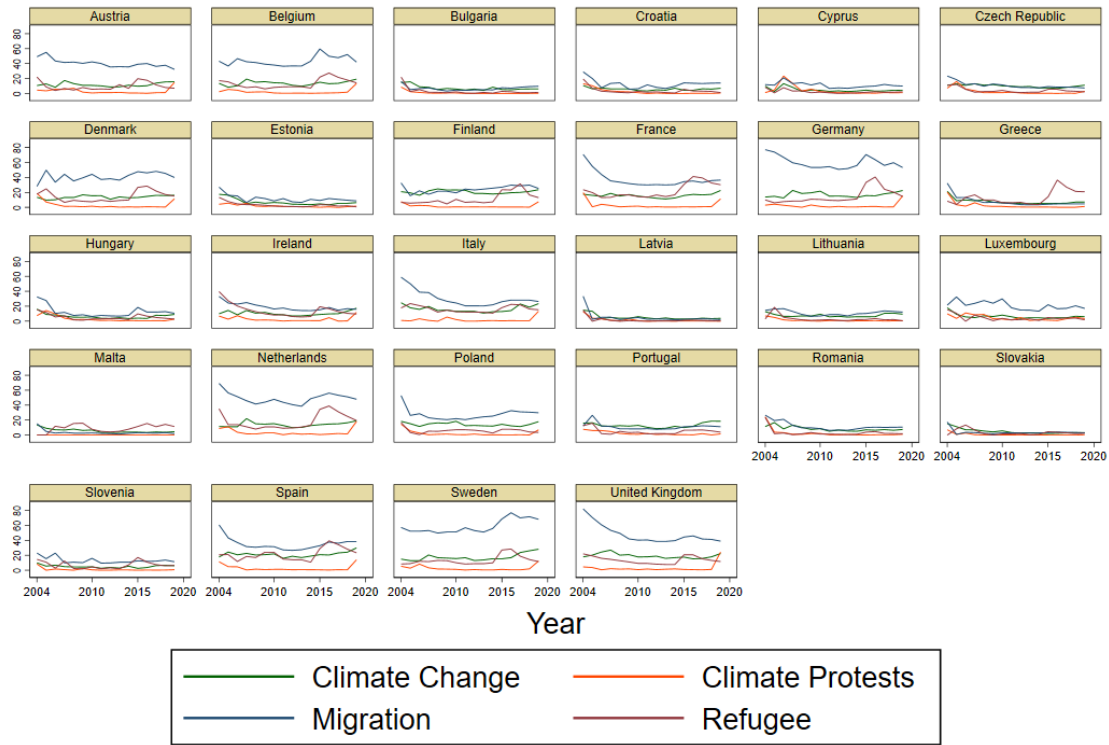 Austria Belgium Bulgaria Croatia Cyprus Czech Republic
80
60
40
20
0
Denmark Estonia Finland France Germany Greece
80
60
40
20
0
Hungary Ireland Italy Latvia Lithuania Luxembourg
80
60
40
20
0
Malta Netherlands Poland Portugal Romania Slovakia
80
60
40
20
0
2004 2010 2015 2020 2004 2010 2015 2020
Slovenia Spain Sweden United Kingdom
80
60
40
20
0
2004 2010 2015 2020 2004 2010 2015 2020 2004 2010 2015 2020 2004 2010 2015 2020
Year
Climate Change Climate Protests
Migration Refugee